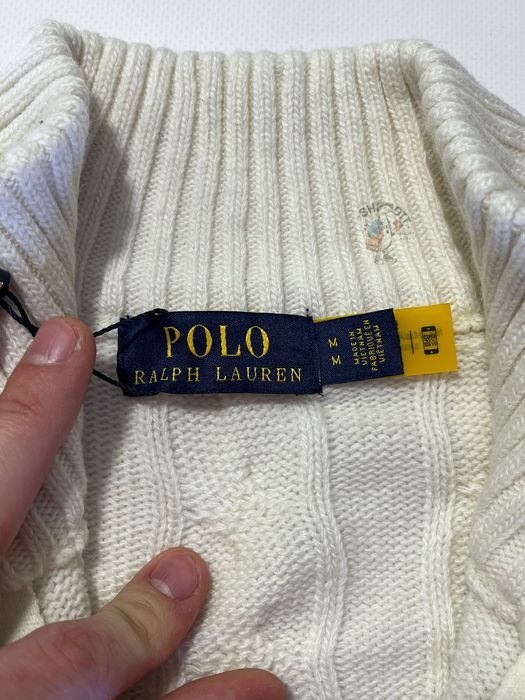 POLO
RALPH LAUREN
M
M
MADE IN
VIETNAM
FABRIQUÉ EN
VIETNAM